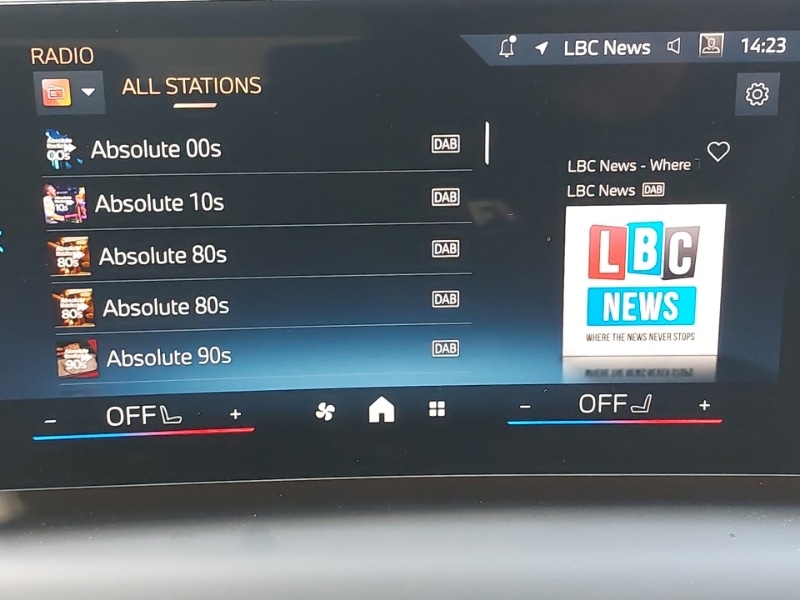 RADIO
LBC News
14:23
ALL STATIONS
Absolute 00s DAB
Absolute 10s DAB
Absolute 80s DAB
Absolute 80s DAB
Absolute 90s DAB
LBC News - Where
LBC News DAB
LBC
NEWS
WHERE THE NEWS NEVER STOPS
- OFF +
- OFF +